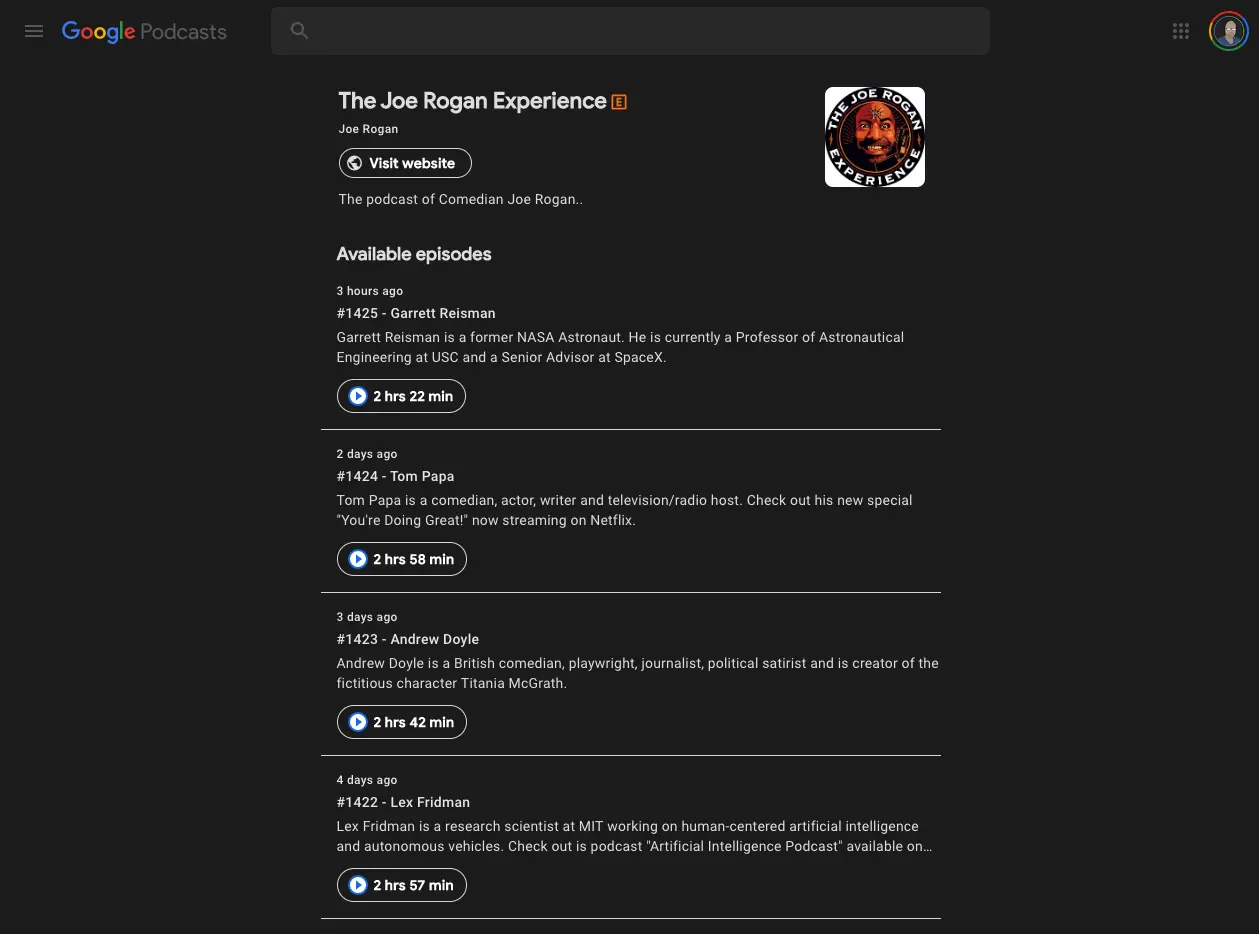 Google Podcasts
The Joe Rogan Experience E
THE JOE ROGAN
EXPERIENCE
Joe Rogan
Visit website
The podcast of Comedian Joe Rogan..
Available episodes
3 hours ago
#1425 - Garrett Reisman
Garrett Reisman is a former NASA Astronaut. He is currently a Professor of Astronautical
Engineering at USC and a Senior Advisor at SpaceX.
2 hrs 22 min
2 days ago
#1424 - Tom Papa
Tom Papa is a comedian, actor, writer and television/radio host. Check out his new special
"You're Doing Great!" now streaming on Netflix.
2 hrs 58 min
3 days ago
#1423 - Andrew Doyle
Andrew Doyle is a British comedian, playwright, journalist, political satirist and is creator of the
fictitious character Titania McGrath.
2 hrs 42 min
4 days ago
#1422 - Lex Fridman
Lex Fridman is a research scientist at MIT working on human-centered artificial intelligence
and autonomous vehicles. Check out is podcast "Artificial Intelligence Podcast" available on…
2 hrs 57 min